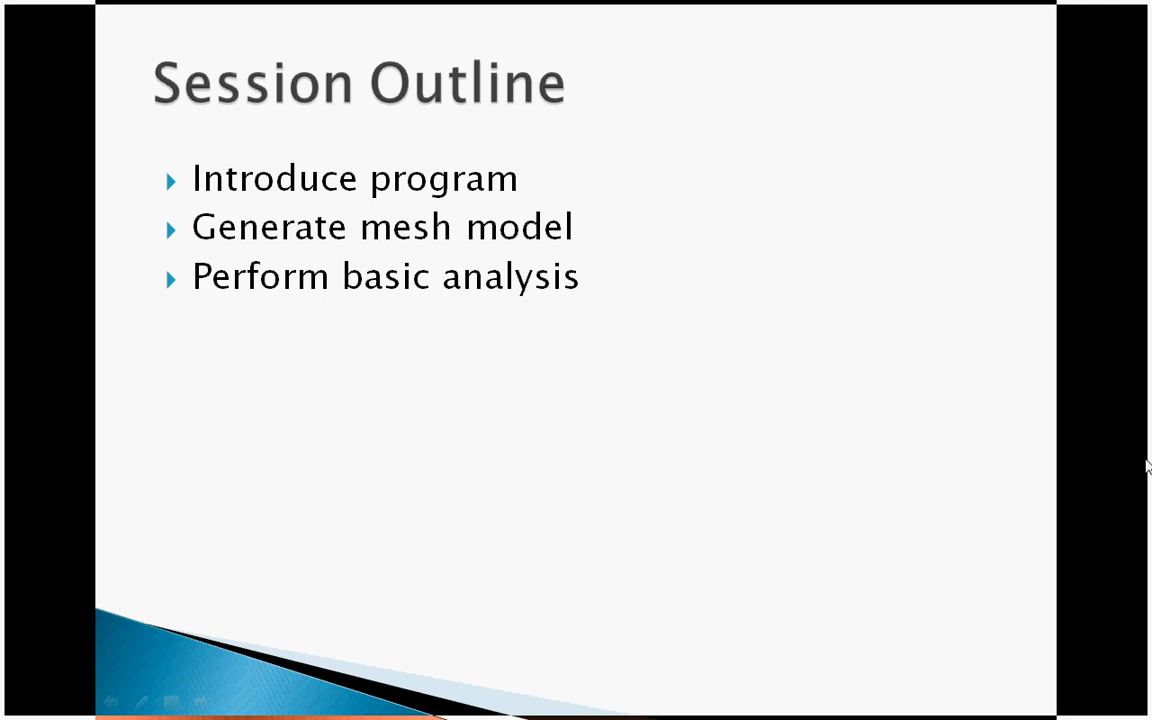 Session Outline
Introduce program
Generate mesh model
Perform basic analysis